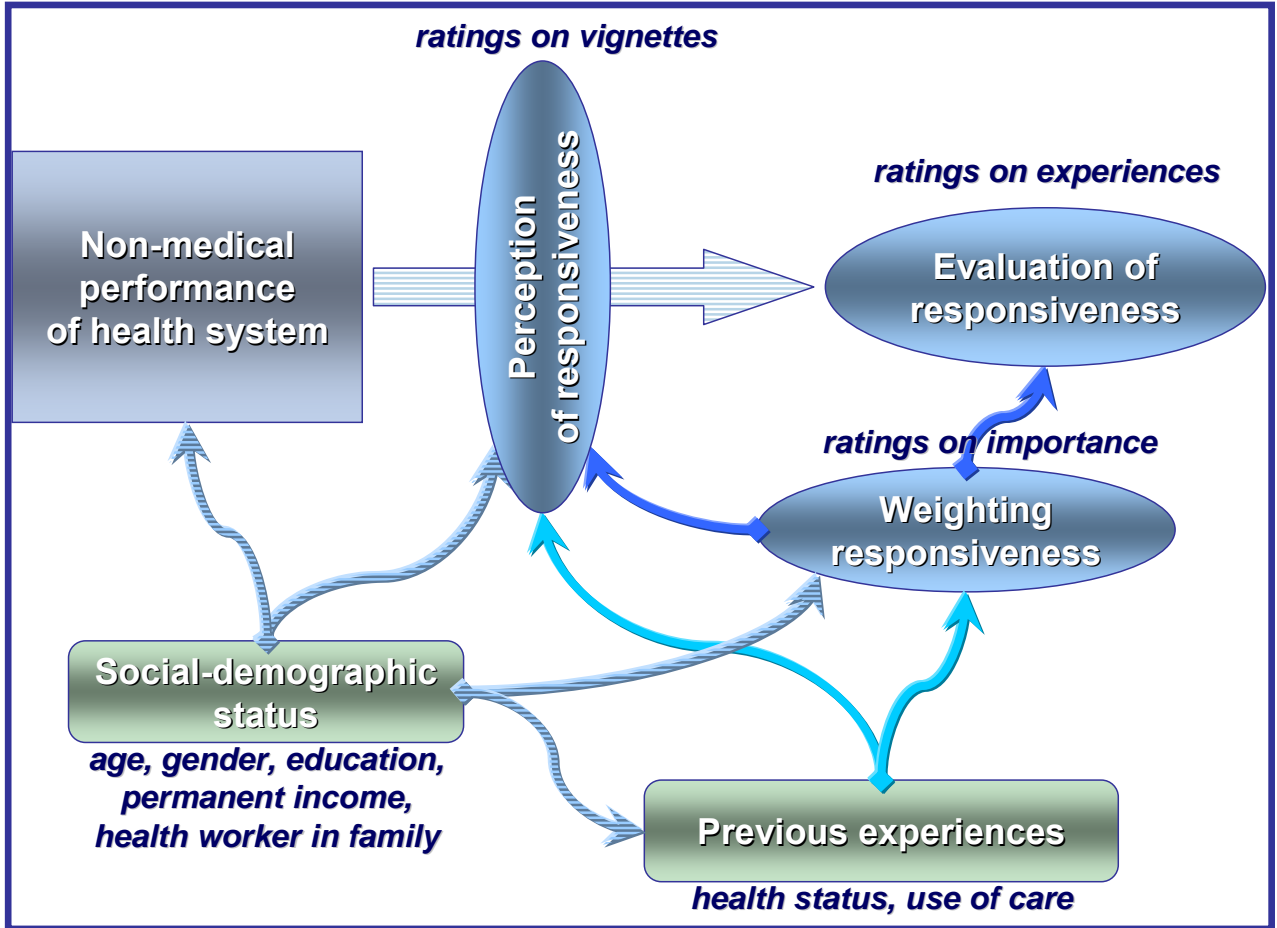 ratings on vignettes
Non-medical
performance
of health system
Perception
of responsiveness
ratings on experiences
Evaluation of
responsiveness
ratings on importance
Weighting
responsiveness
Social-demographic
status
age, gender, education,
permanent income,
health worker in family
Previous experiences
health status, use of care